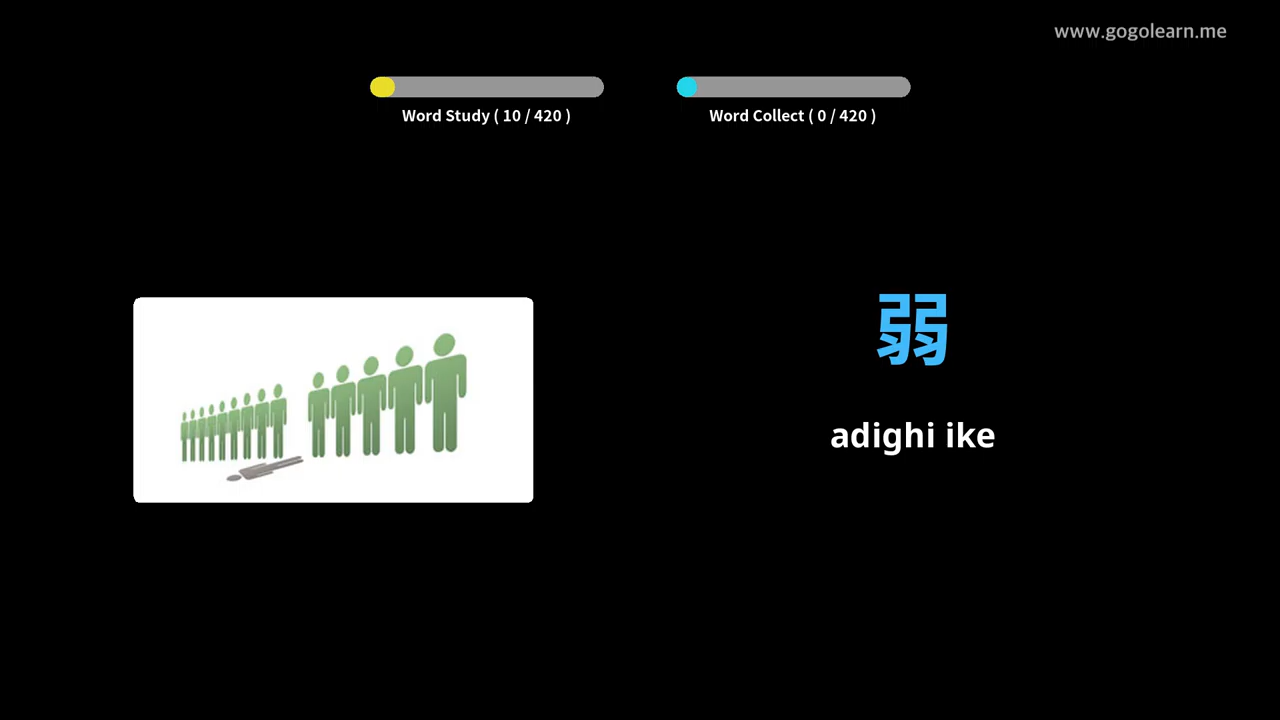 www.gogolearn.me
Word Study ( 10 / 420 )
Word Collect ( 0 / 420 )
弱
adighi ike